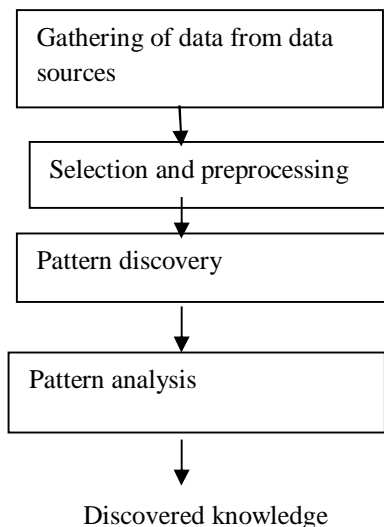 Gathering of data from data
sources
Selection and preprocessing
Pattern discovery
Pattern analysis
Discovered knowledge